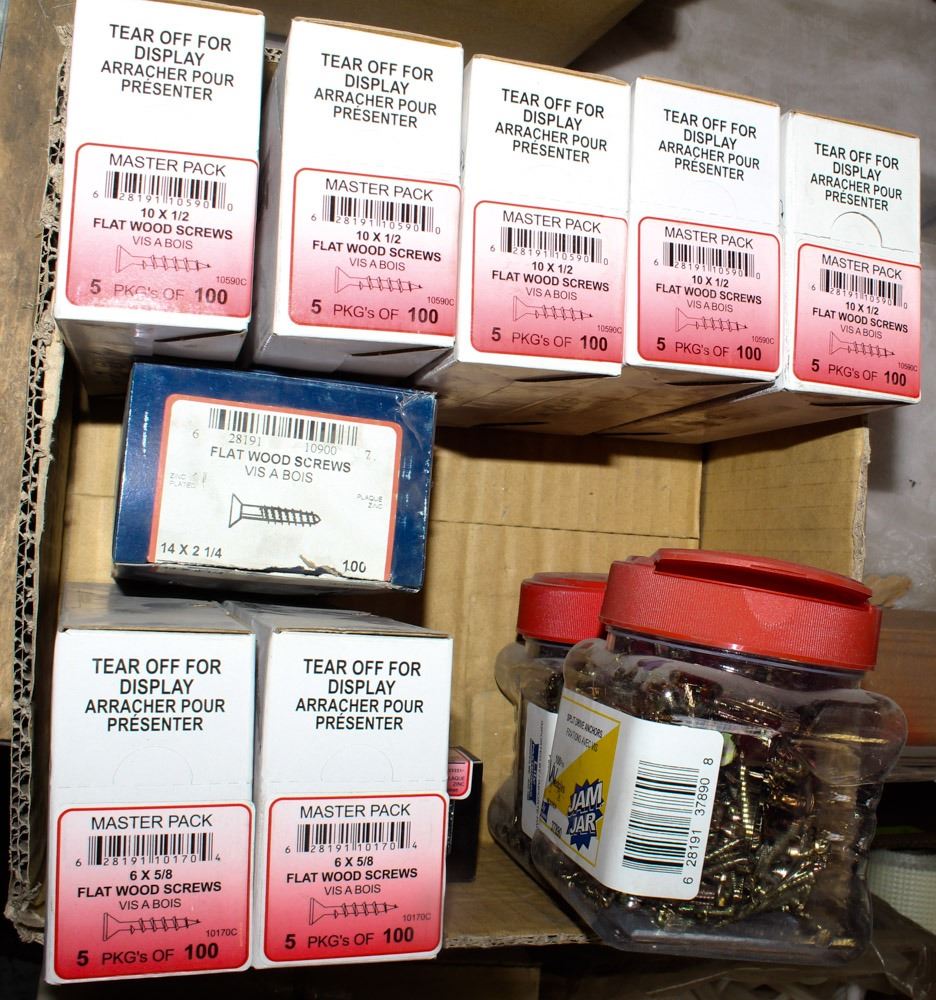 TEAR OFF FOR
DISPLAY
ARRACHER POUR
PRÉSENTER
MASTER PACK
6 28191 10590 0
10 X 1/2
FLAT WOOD SCREWS
VIS A BOIS
10590C
5 PKG's OF 100
TEAR OFF FOR
DISPLAY
ARRACHER POUR
PRÉSENTER
MASTER PACK
6 28191 10590 0
10 X 1/2
FLAT WOOD SCREWS
VIS A BOIS
10590C
5 PKG's OF 100
TEAR OFF FOR
DISPLAY
ARRACHER POUR
PRÉSENTER
MASTER PACK
6 28191 10590 0
10 X 1/2
FLAT WOOD SCREWS
VIS A BOIS
10590C
5 PKG's OF 100
TEAR OFF FOR
DISPLAY
ARRACHER POUR
PRÉSENTER
MASTER PACK
6 28191 10590 0
10 X 1/2
FLAT WOOD SCREWS
VIS A BOIS
10590C
5 PKG's OF 100
TEAR OFF FOR
DISPLAY
ARRACHER POUR
PRÉSENTER
MASTER PACK
6 28191 10590 0
10 X 1/2
FLAT WOOD SCREWS
VIS A BOIS
10590C
5 PKG's OF 100
6 28191 10900 7
FLAT WOOD SCREWS
VIS A BOIS
ZINC
PLATED
PLAQUE
ZINC
14 X 2 1/4
100
TEAR OFF FOR
DISPLAY
ARRACHER POUR
PRÉSENTER
MASTER PACK
6 28191 10170 4
6 X 5/8
FLAT WOOD SCREWS
VIS A BOIS
10170C
5 PKG's OF 100
TEAR OFF FOR
DISPLAY
ARRACHER POUR
PRÉSENTER
MASTER PACK
6 28191 10170 4
6 X 5/8
FLAT WOOD SCREWS
VIS A BOIS
10170C
5 PKG's OF 100
PLAQUE
ZINC
SPLIT DRIVE ANCHORS
FIXATIONS AVEC VIS
JAM
JAR
6 28191 37890 8